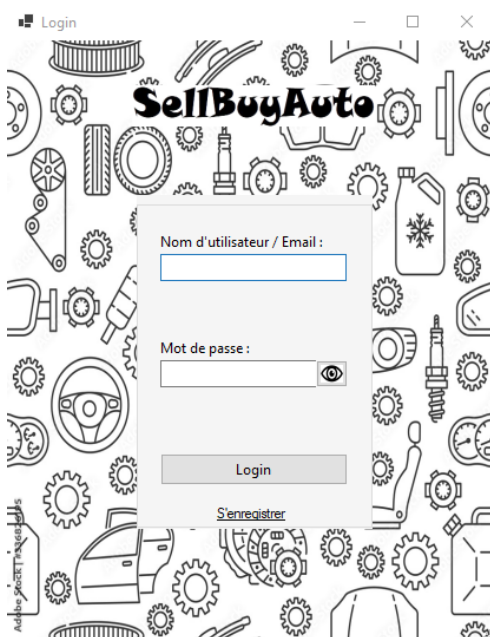 Login
SellBuyAuto
Nom d'utilisateur / Email :
Mot de passe :
Login
S'enregistrer